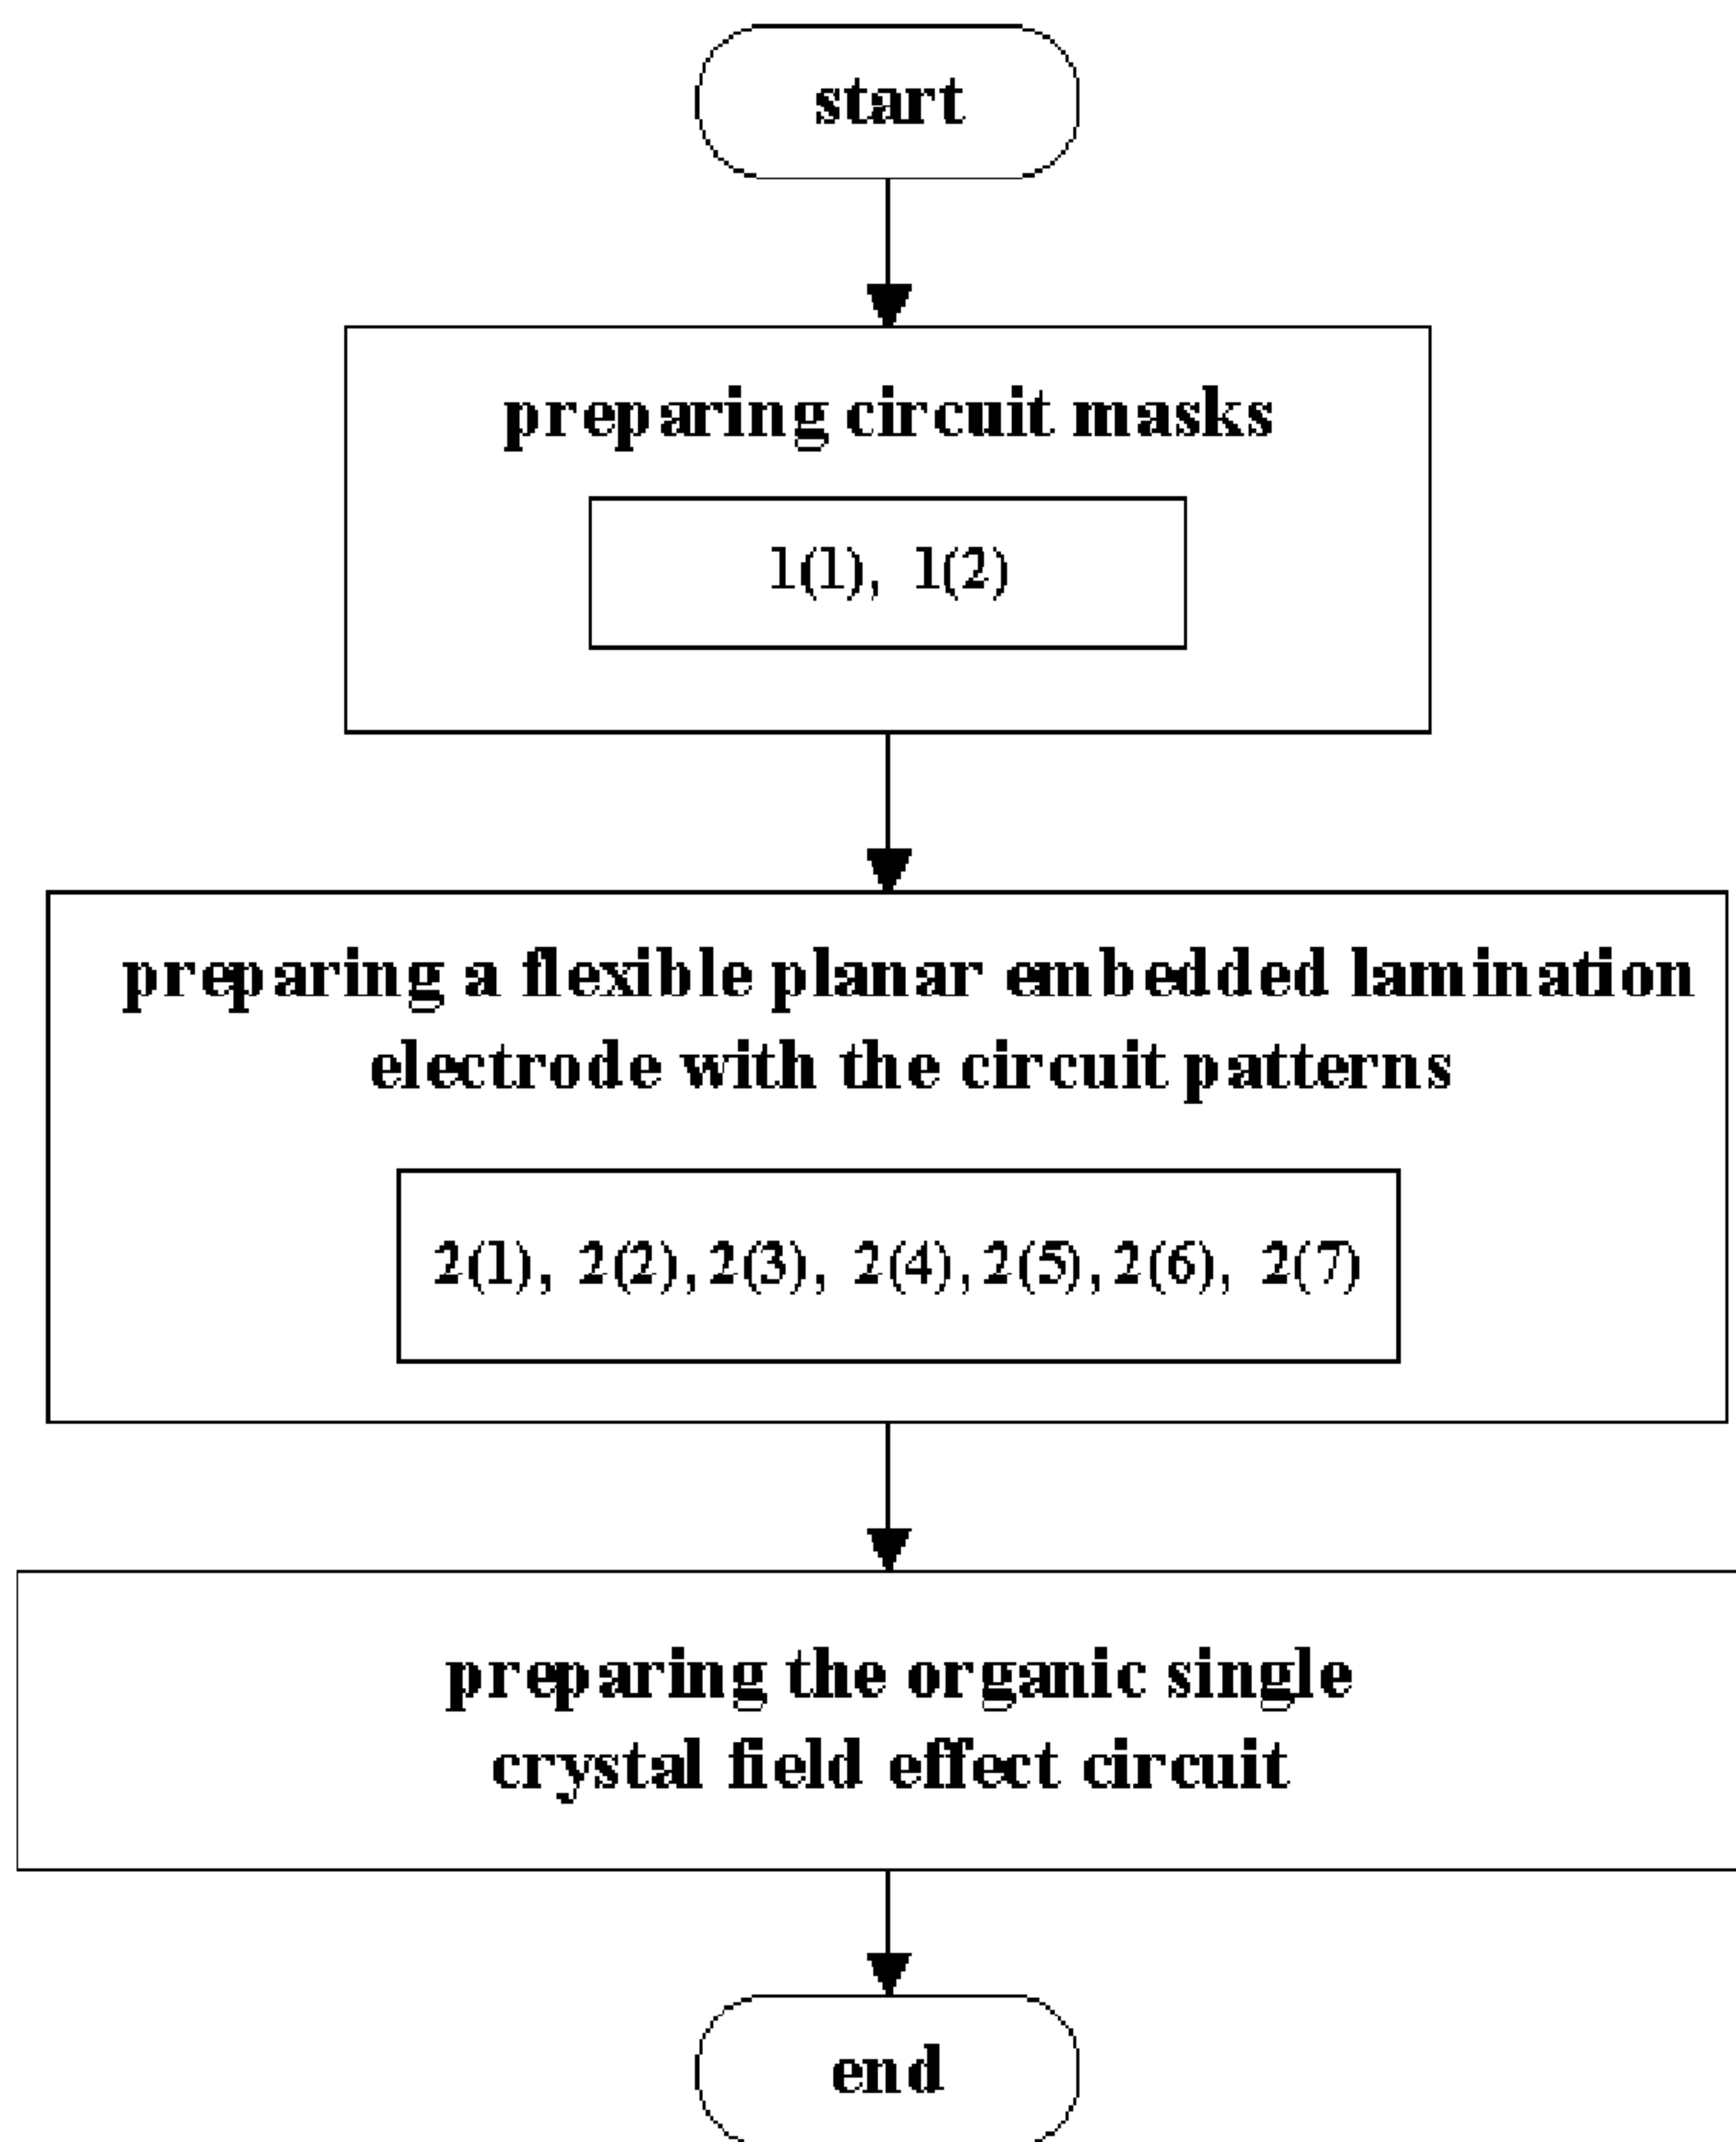 start
preparing circuit masks
1(1), 1(2)
preparing a flexible planar embedded lamination
electrode with the circuit patterns
2(1), 2(2),2(3), 2(4),2(5),2(6), 2(7)
preparing the organic single
crystal field effect circuit
end